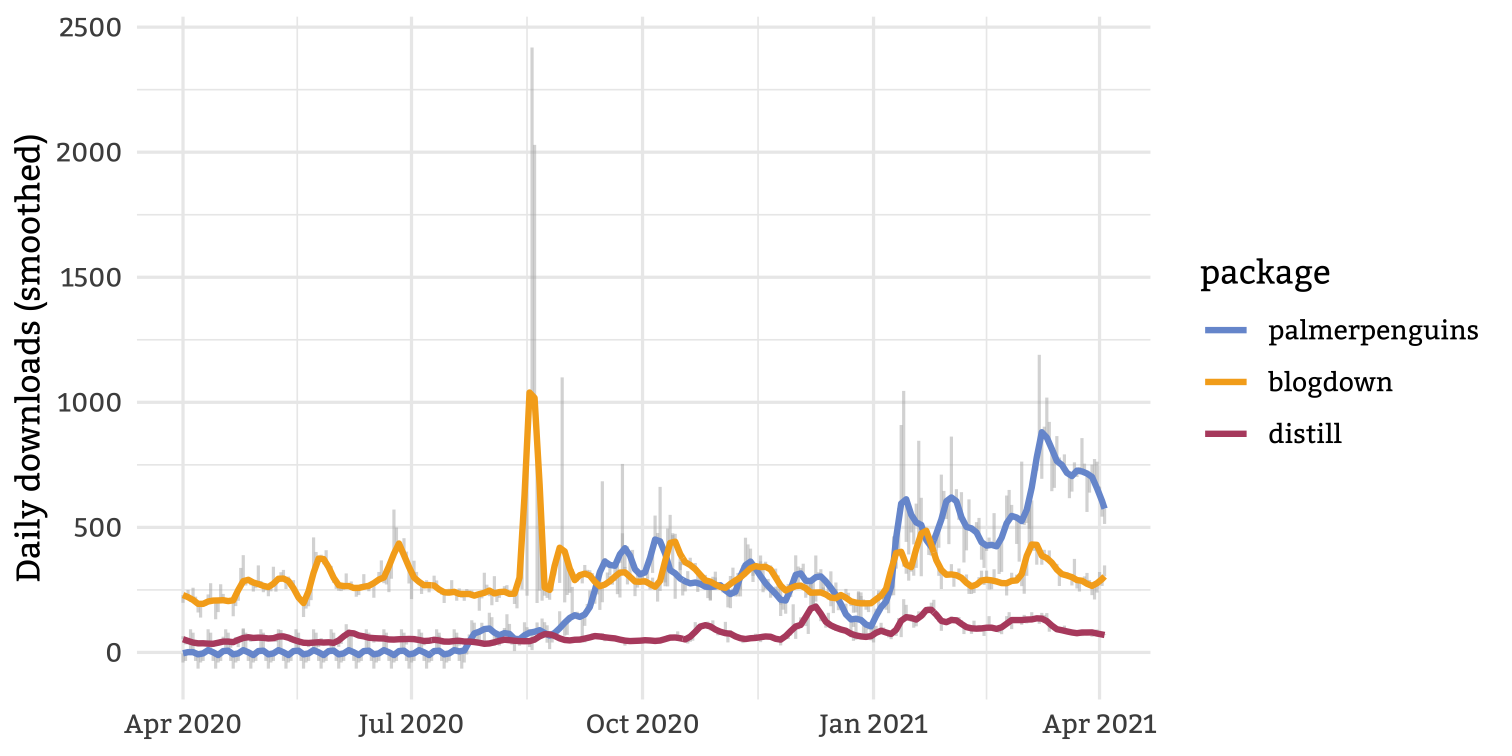 Daily downloads (smoothed)
2500
2000
1500
1000
500
0
Apr 2020
Jul 2020
Oct 2020
Jan 2021
Apr 2021
package
palmerpenguins
blogdown
distill